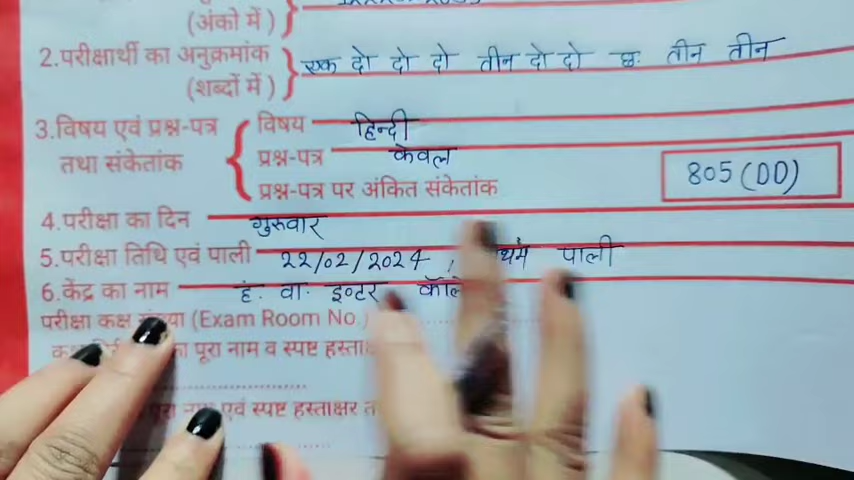 (अंको में)
2.परीक्षार्थी का अनुक्रमांक एक दो दो दो तीन दो दो छः तीन तीन
(शब्दों में)
3.विषय एवं प्रश्न-पत्र विषय हिन्दी
तथा संकेतांक प्रश्न-पत्र केवल
प्रश्न-पत्र पर अंकित संकेतांक 805(DD)
4.परीक्षा का दिन गुरुवार
5.परीक्षा तिथि एवं पाली 22/02/2024, पाली
6.केंद्र का नाम हं. वा. इण्टर
परीक्षा कक्ष (Exam Room No.)
का पूरा नाम व स्पष्ट
एवं स्पष्ट हस्ताक्षर